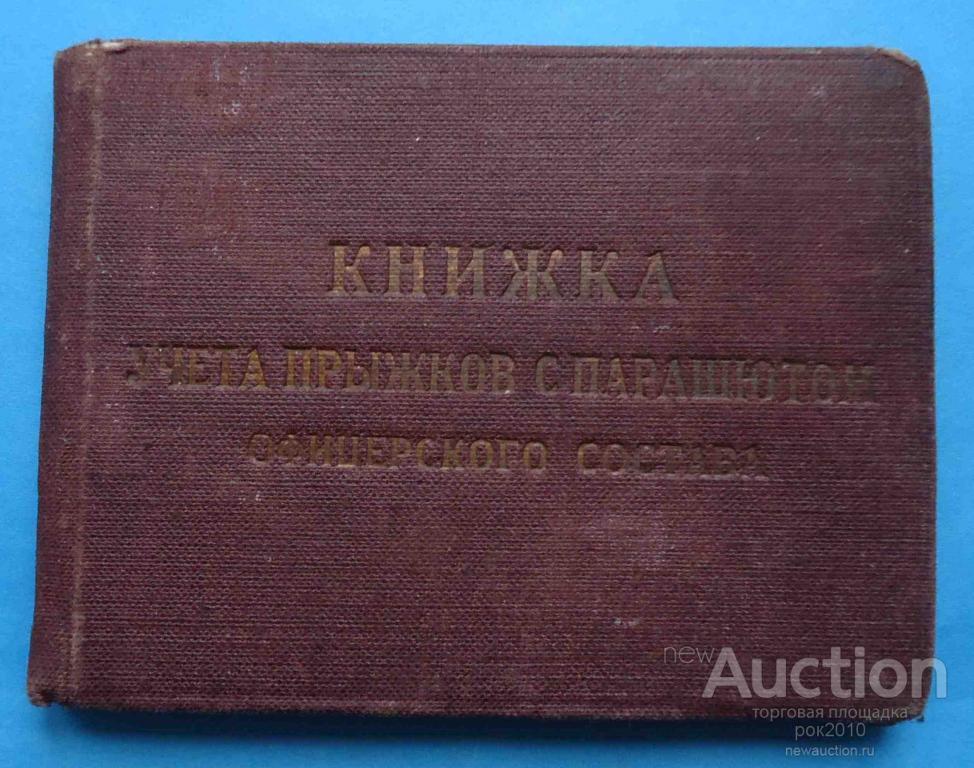 КНИЖКА
УЧЕТА ПРЫЖКОВ С ПАРАШЮТОМ
ОФИЦЕРСКОГО СОСТАВА
newAuction
торговая площадка
рок2010
newauction.ru